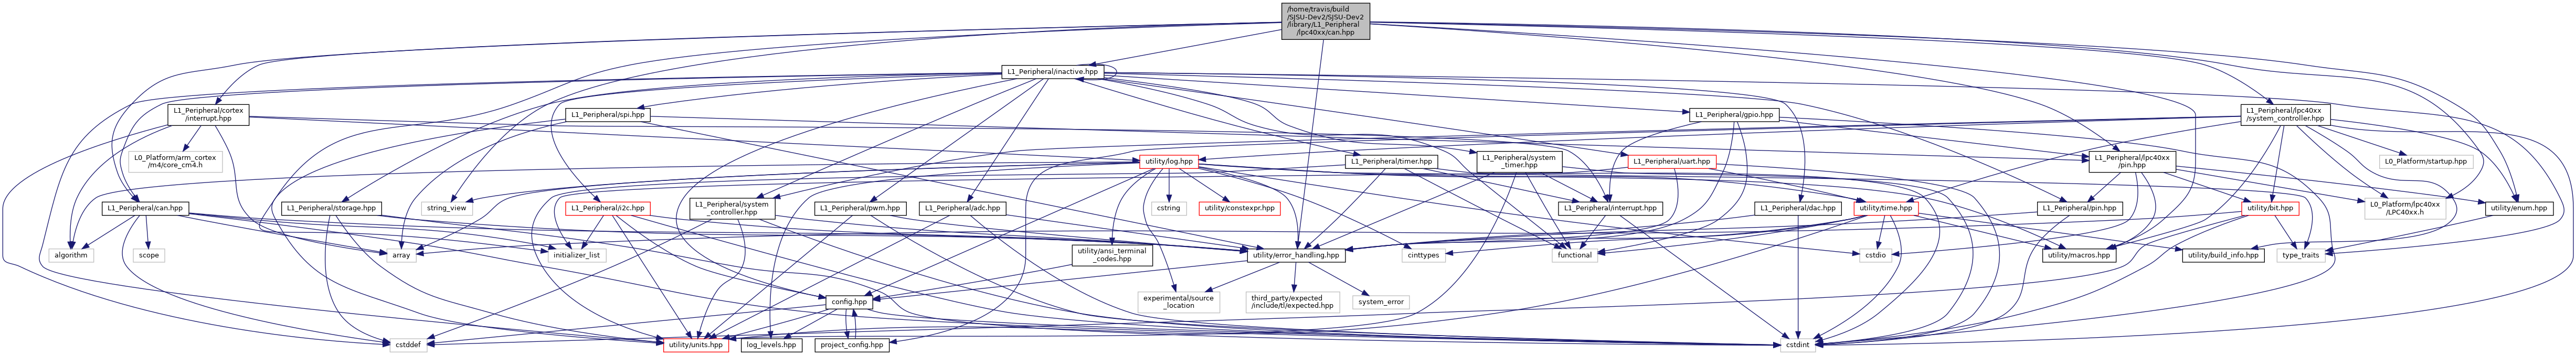 /home/travis/build
/SJSU-Dev2/SJSU-Dev2
/library/L1_Peripheral
/lpc40xx/can.hpp
L1_Peripheral/inactive.hpp
L1_Peripheral/cortex
/interrupt.hpp
L1_Peripheral/spi.hpp
L1_Peripheral/gpio.hpp
L1_Peripheral/lpc40xx
/system_controller.hpp
L0_Platform/arm_cortex
/m4/core_cm4.h
utility/log.hpp
L1_Peripheral/timer.hpp
L1_Peripheral/system
_timer.hpp
L1_Peripheral/uart.hpp
L1_Peripheral/lpc40xx
/pin.hpp
L0_Platform/startup.hpp
L1_Peripheral/can.hpp
L1_Peripheral/storage.hpp
string_view
cstring
utility/constexpr.hpp
L1_Peripheral/i2c.hpp
L1_Peripheral/system
_controller.hpp
L1_Peripheral/pwm.hpp
L1_Peripheral/adc.hpp
L1_Peripheral/interrupt.hpp
L1_Peripheral/dac.hpp
utility/time.hpp
L1_Peripheral/pin.hpp
utility/bit.hpp
L0_Platform/lpc40xx
/LPC40xx.h
utility/enum.hpp
algorithm
scope
array
initializer_list
utility/ansi_terminal
_codes.hpp
utility/error_handling.hpp
cinttypes
functional
cstdio
utility/macros.hpp
utility/build_info.hpp
type_traits
config.hpp
experimental/source
_location
third_party/expected
/include/tl/expected.hpp
system_error
cstddef
utility/units.hpp
log_levels.hpp
project_config.hpp
cstdint